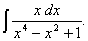 ∫ x dx / (x⁴ − x² + 1).